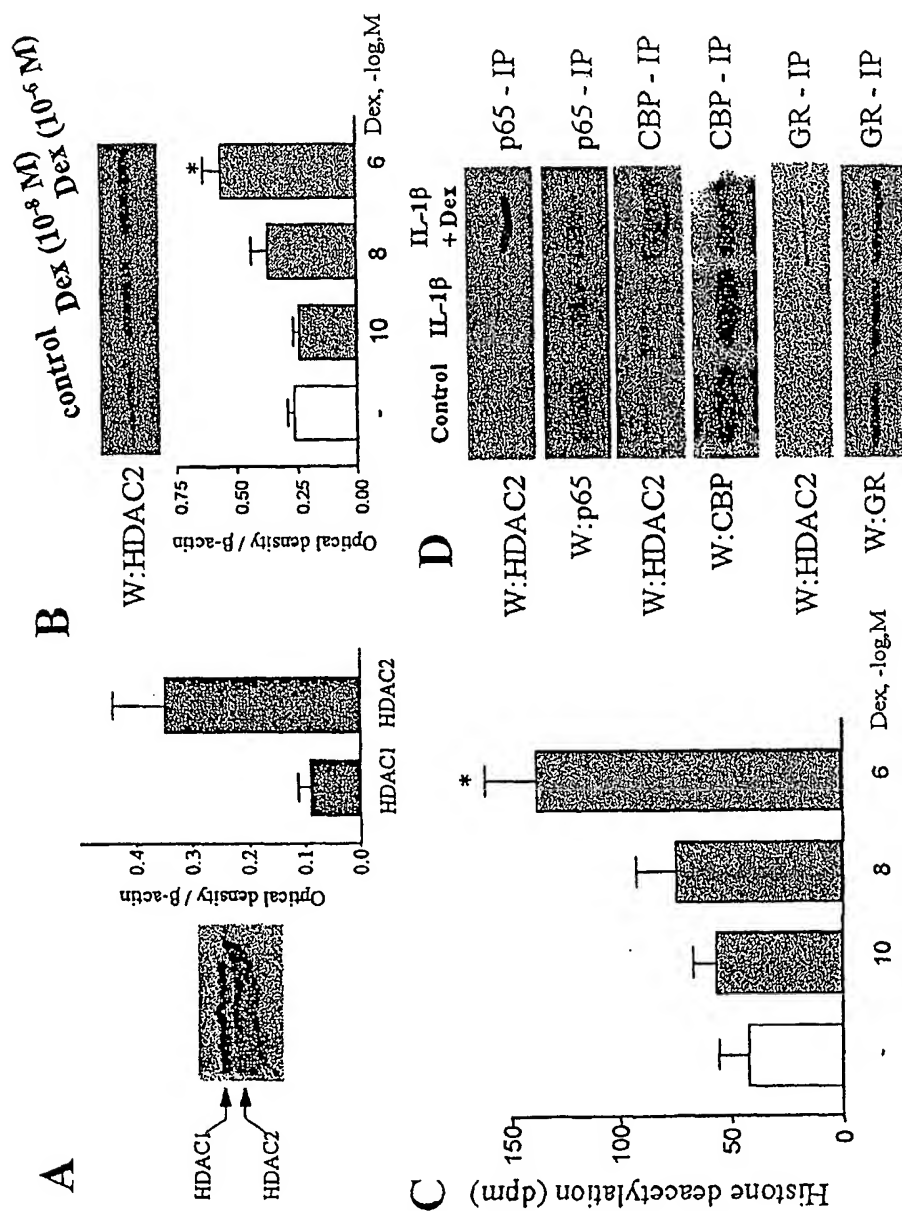 A
HDAC1
HDAC2
Optical density / β-actin
0.4
0.3
0.2
0.1
0.0
HDAC1 HDAC2
B
control Dex (10-8 M) Dex (10-6 M)
W:HDAC2
Optical density / β-actin
0.75
0.50
0.25
0.00
*
- 10 8 6 Dex, -log,M
C
Histone deacetylation (dpm)
150
100
50
0
*
- 10 8 6 Dex, -log,M
D
Control IL-1β IL-1β + Dex
W:HDAC2 p65 - IP
W:p65 p65 - IP
W:HDAC2 CBP - IP
W:CBP CBP - IP
W:HDAC2 GR - IP
W:GR GR - IP